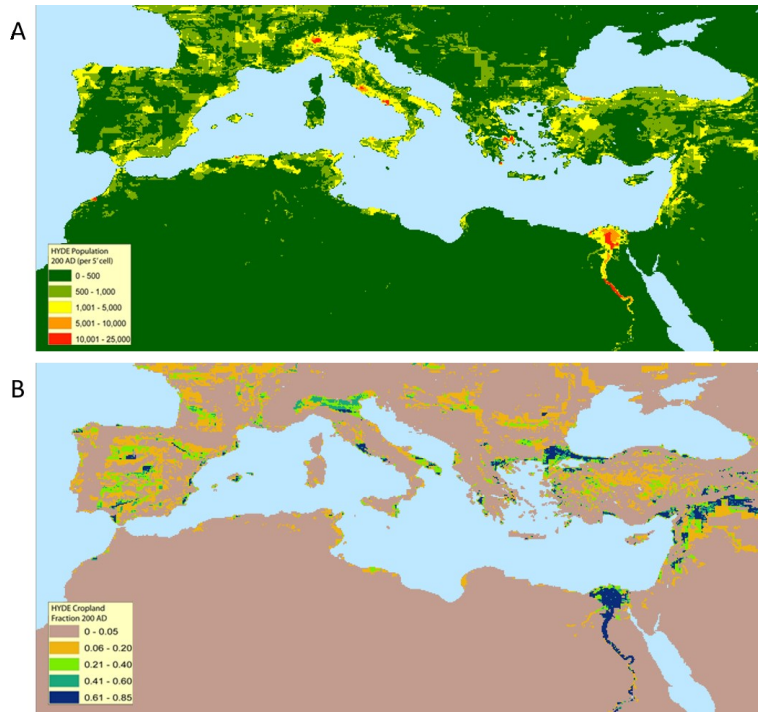 A
HYDE Population
200 AD (per 5' cell)
0 - 500
500 - 1,000
1,001 - 5,000
5,001 - 10,000
10,001 - 25,000
B
HYDE Cropland
Fraction 200 AD
0 - 0.05
0.06 - 0.20
0.21 - 0.40
0.41 - 0.60
0.61 - 0.85